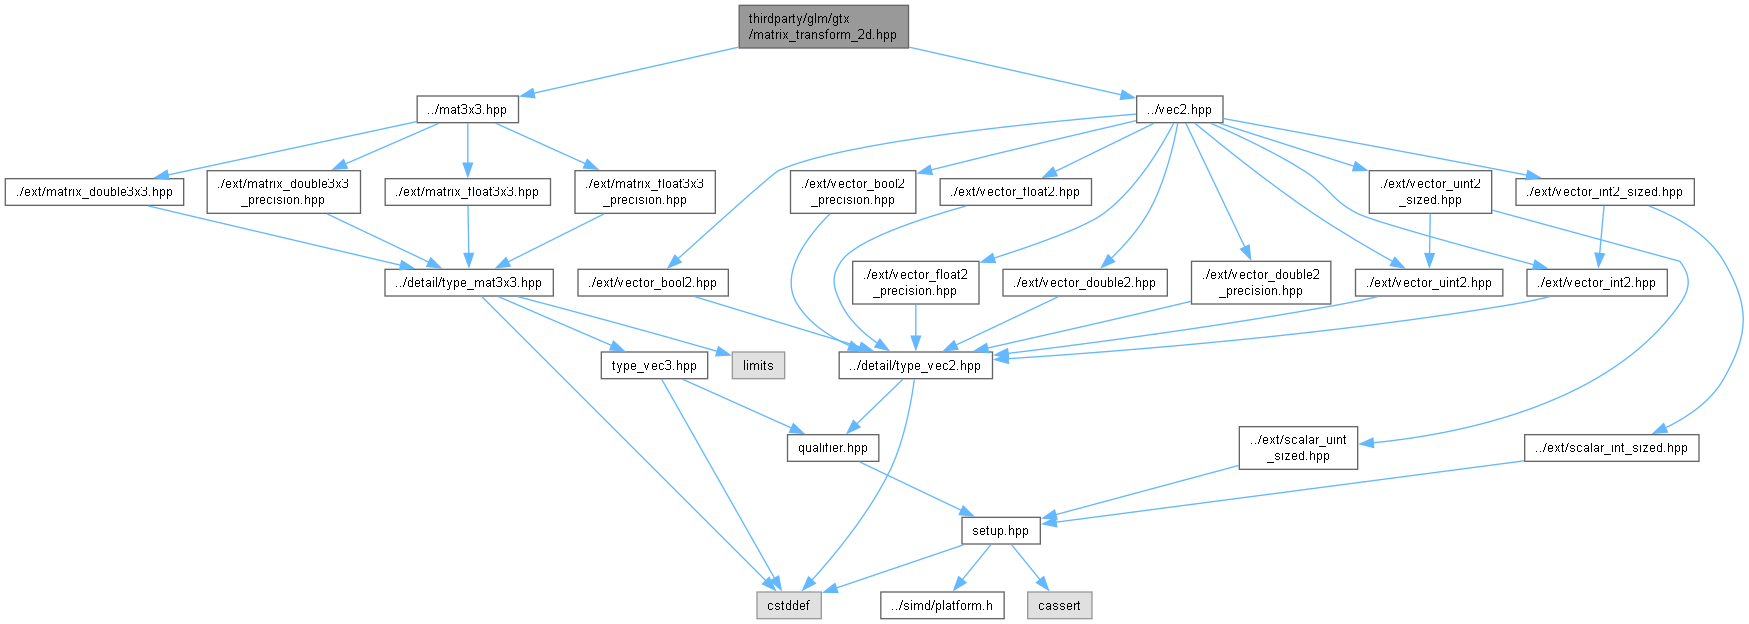 thirdparty/glm/gtx
/matrix_transform_2d.hpp
../mat3x3.hpp
../vec2.hpp
./ext/matrix_double3x3.hpp
./ext/matrix_double3x3
_precision.hpp
./ext/matrix_float3x3.hpp
./ext/matrix_float3x3
_precision.hpp
./ext/vector_bool2
_precision.hpp
./ext/vector_float2.hpp
./ext/vector_uint2
_sized.hpp
./ext/vector_int2_sized.hpp
../detail/type_mat3x3.hpp
./ext/vector_bool2.hpp
./ext/vector_float2
_precision.hpp
./ext/vector_double2.hpp
./ext/vector_double2
_precision.hpp
./ext/vector_uint2.hpp
./ext/vector_int2.hpp
type_vec3.hpp
limits
../detail/type_vec2.hpp
qualifier.hpp
../ext/scalar_uint
_sized.hpp
../ext/scalar_int_sized.hpp
setup.hpp
cstddef
../simd/platform.h
cassert